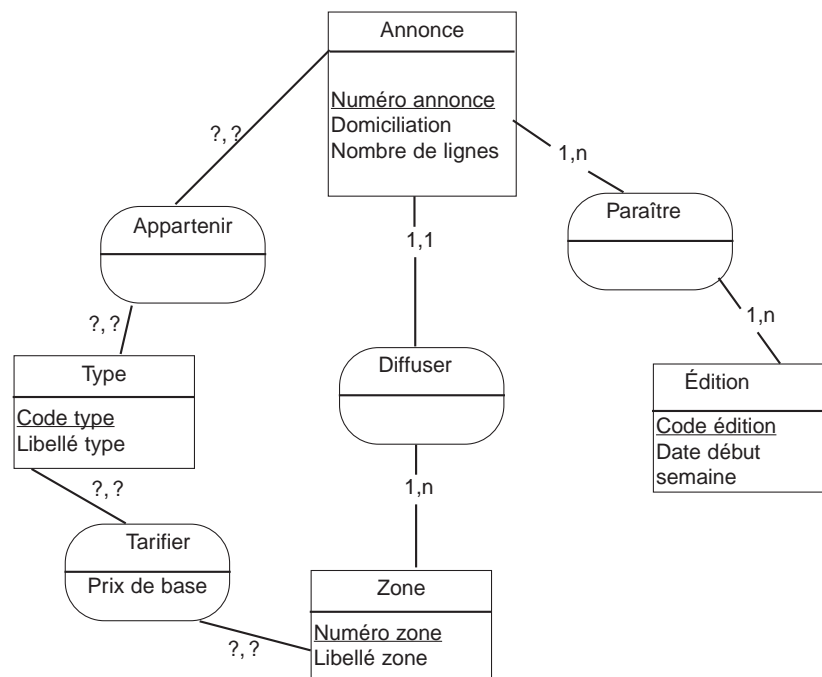 Annonce
Numéro annonce
Domiciliation
Nombre de lignes
?, ?
1,n
Appartenir
Paraître
1,1
?, ?
1,n
Type
Code type
Libellé type
Diffuser
Édition
Code édition
Date début
semaine
?, ?
1,n
Tarifier
Prix de base
Zone
Numéro zone
Libellé zone
?, ?